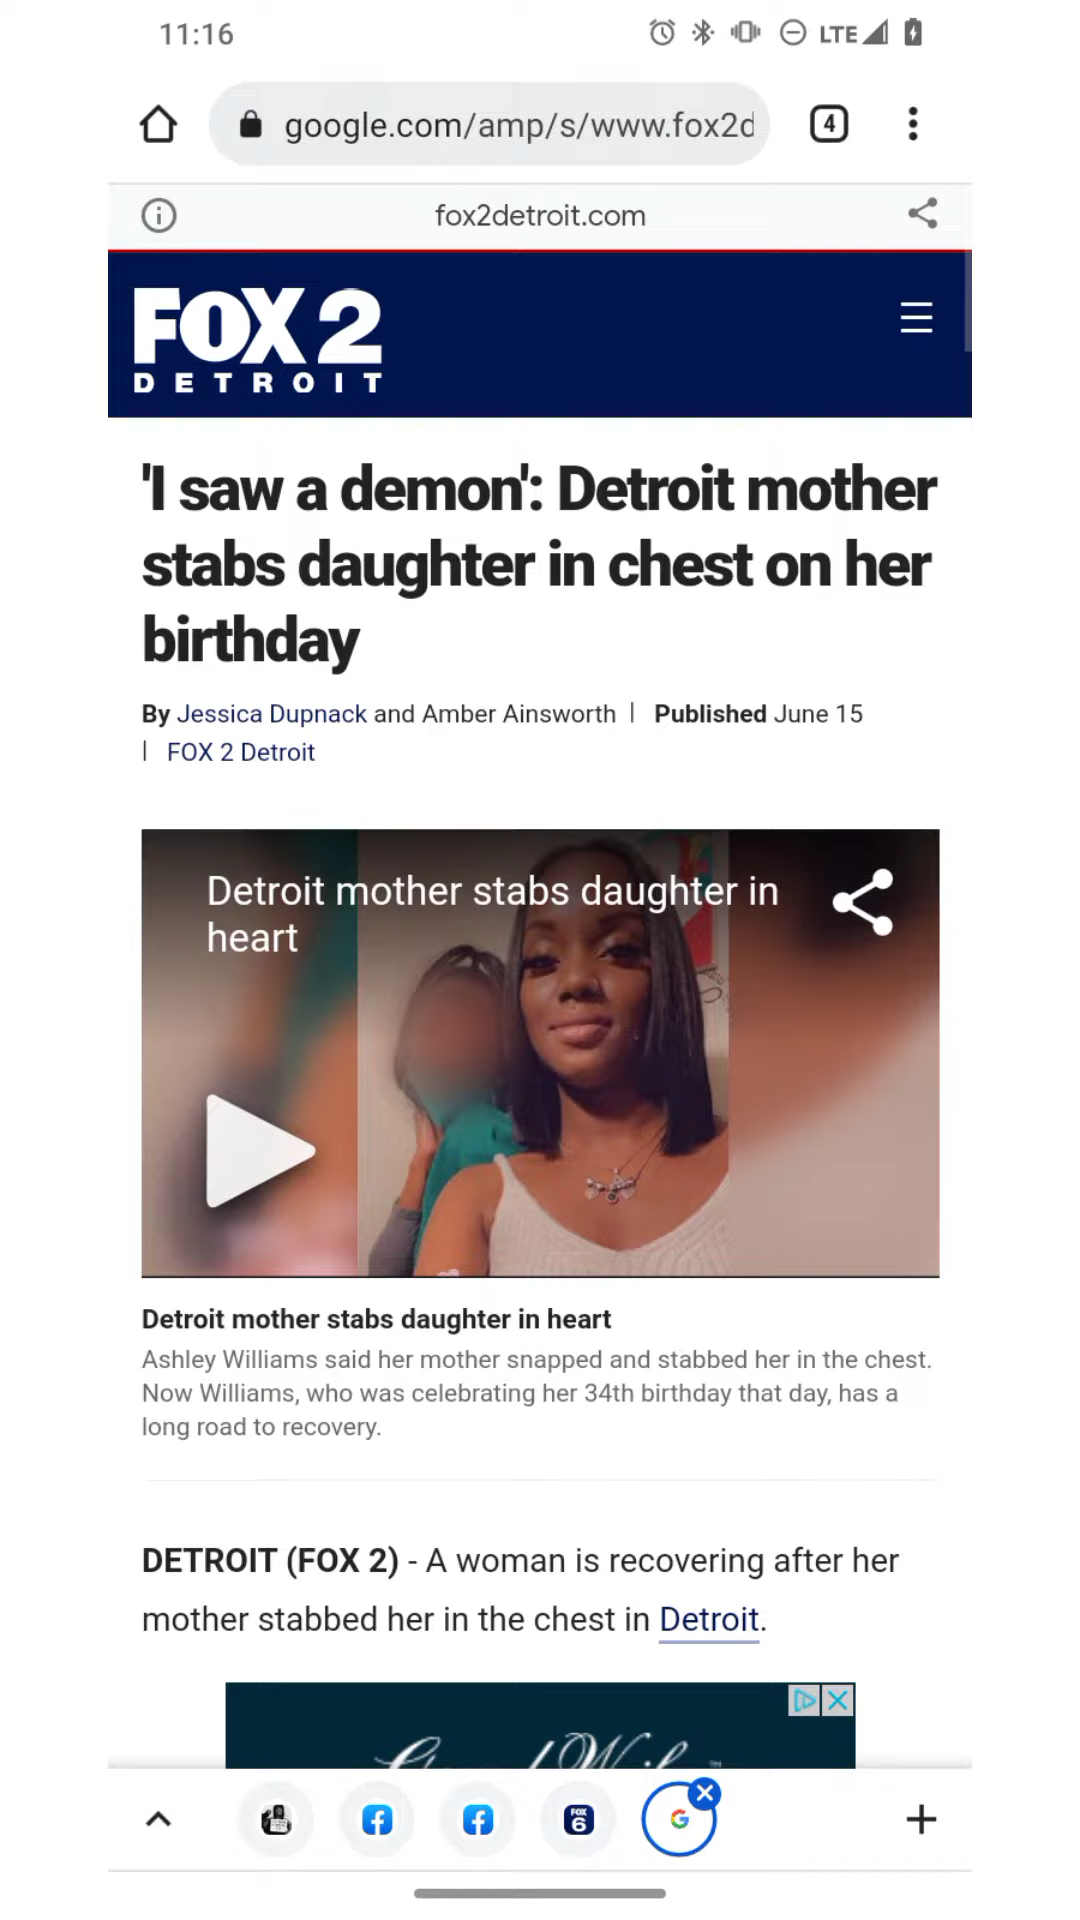 11:16
LTE
google.com/amp/s/www.fox2d
4
fox2detroit.com
FOX 2
DETROIT
'I saw a demon': Detroit mother
stabs daughter in chest on her
birthday
By Jessica Dupnack and Amber Ainsworth | Published June 15
| FOX 2 Detroit
Detroit mother stabs daughter in
heart
Detroit mother stabs daughter in heart
Ashley Williams said her mother snapped and stabbed her in the chest.
Now Williams, who was celebrating her 34th birthday that day, has a
long road to recovery.
DETROIT (FOX 2) - A woman is recovering after her
mother stabbed her in the chest in Detroit.
FOX
6